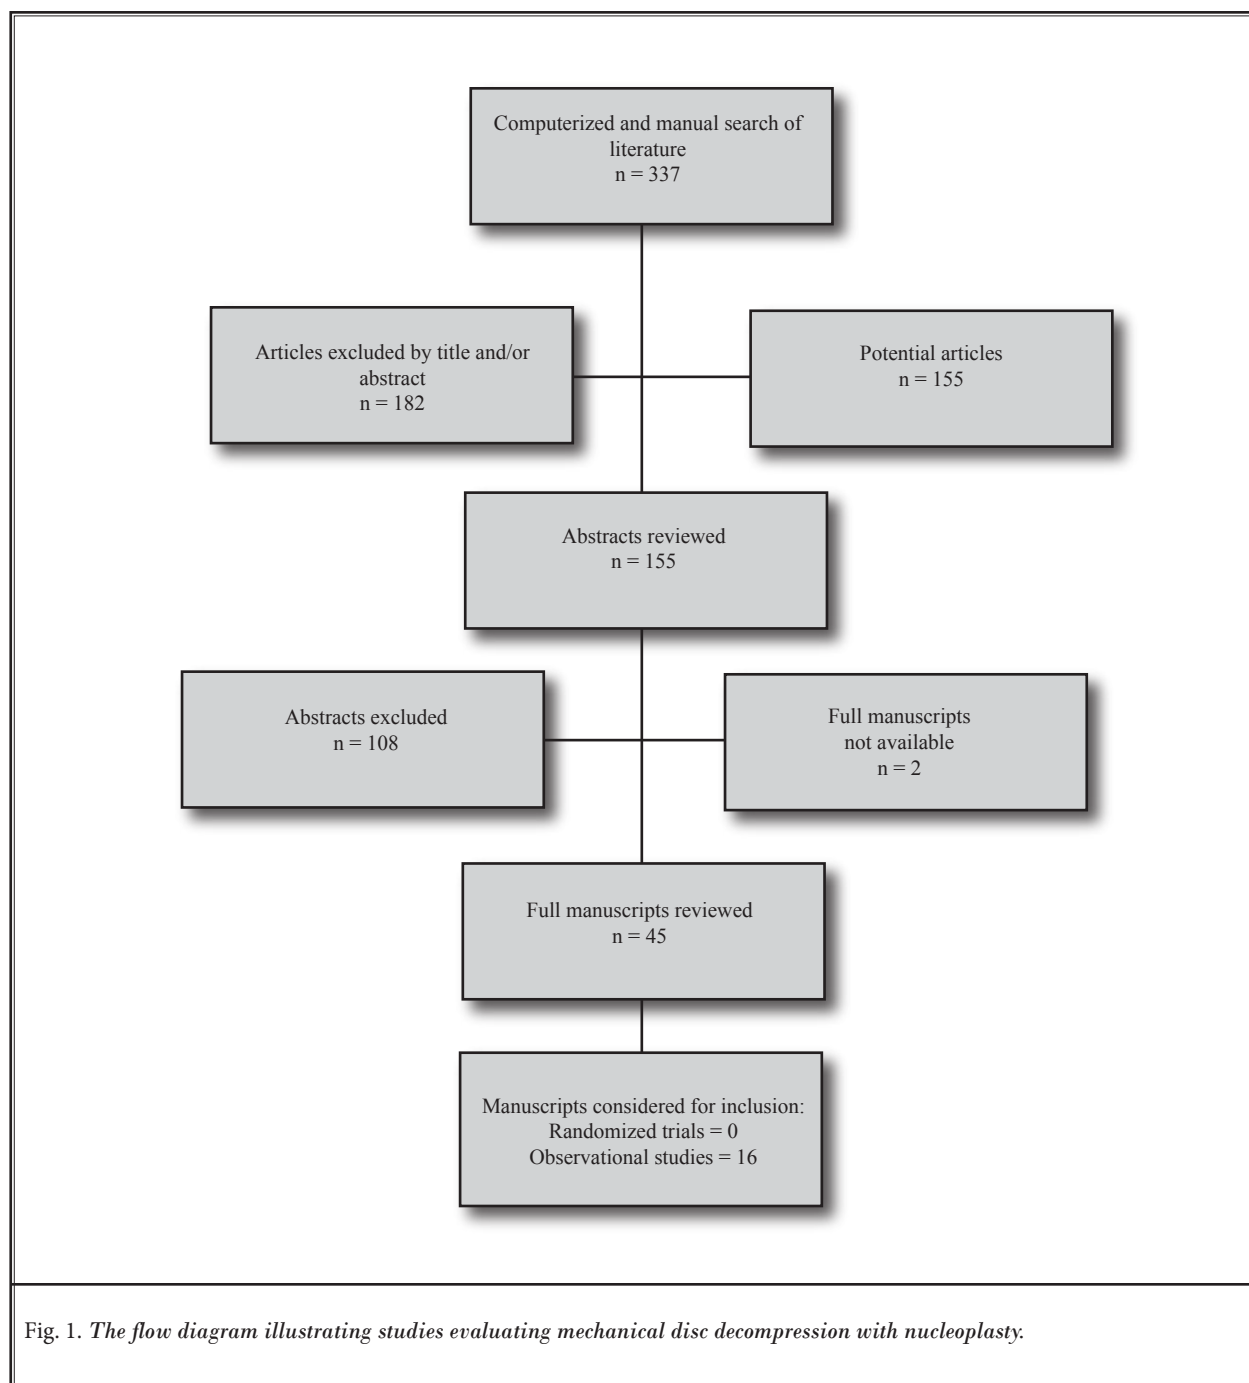 Computerized and manual search of
literature
n = 337
Articles excluded by title and/or
abstract
n = 182
Potential articles
n = 155
Abstracts reviewed
n = 155
Abstracts excluded
n = 108
Full manuscripts
not available
n = 2
Full manuscripts reviewed
n = 45
Manuscripts considered for inclusion:
Randomized trials = 0
Observational studies = 16
Fig. 1. The flow diagram illustrating studies evaluating mechanical disc decompression with nucleoplasty.